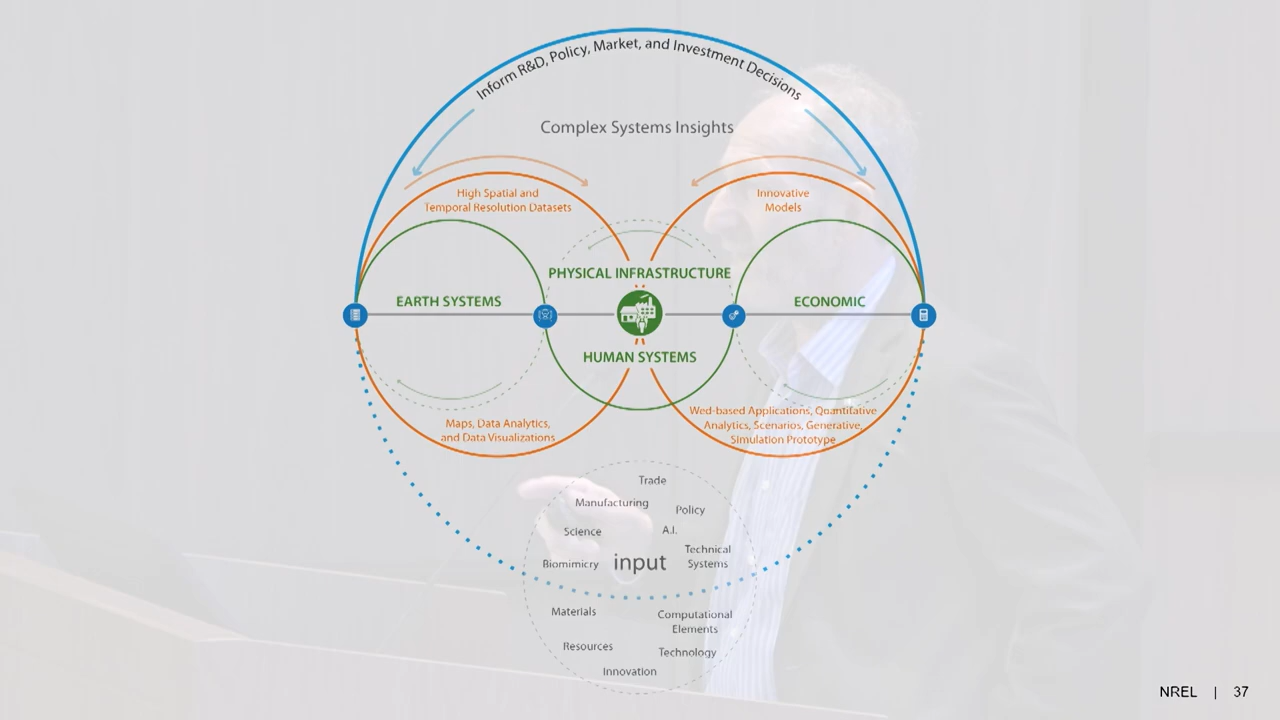 Inform R&D, Policy, Market, and Investment Decisions
Complex Systems Insights
High Spatial and
Temporal Resolution Datasets
Innovative
Models
PHYSICAL INFRASTRUCTURE
EARTH SYSTEMS
ECONOMIC
HUMAN SYSTEMS
Maps, Data Analytics,
and Data Visualizations
Wed-based Applications, Quantitative
Analytics, Scenarios, Generative,
Simulation Prototype
Trade
Manufacturing
Policy
Science
A.I.
Biomimicry
input
Technical
Systems
Materials
Computational
Elements
Resources
Technology
Innovation
NREL | 37